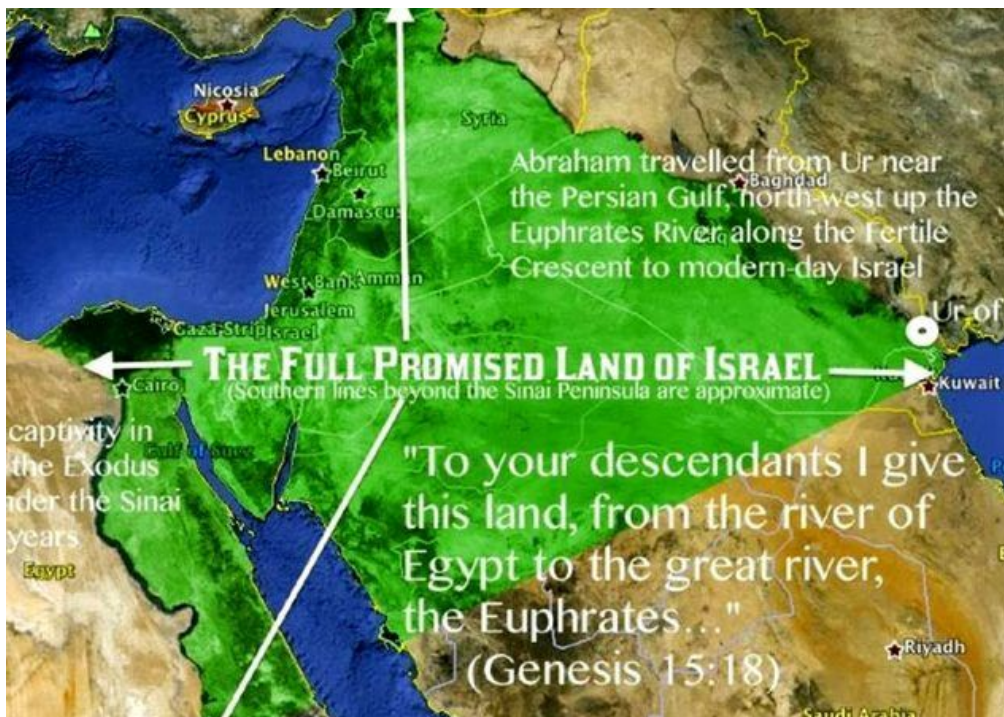 Nicosia
Cyprus
Syria
Lebanon
Beirut
Damascus
Abraham travelled from Ur near
the Persian Gulf, north-west up the
Euphrates River along the Fertile
Crescent to modern-day Israel
Baghdad
Iraq
West Bank
Amman
Jerusalem
Gaza Strip
Israel
Ur of
THE FULL PROMISED LAND OF ISRAEL
(Southern lines beyond the Sinai Peninsula are approximate)
Cairo
Kuwait
captivity in
the Exodus
nder the Sinai
years
Gulf of Suez
Egypt
"To your descendants I give
this land, from the river of
Egypt to the great river,
the Euphrates..."
(Genesis 15:18)
Riyadh
Saudi Arabia